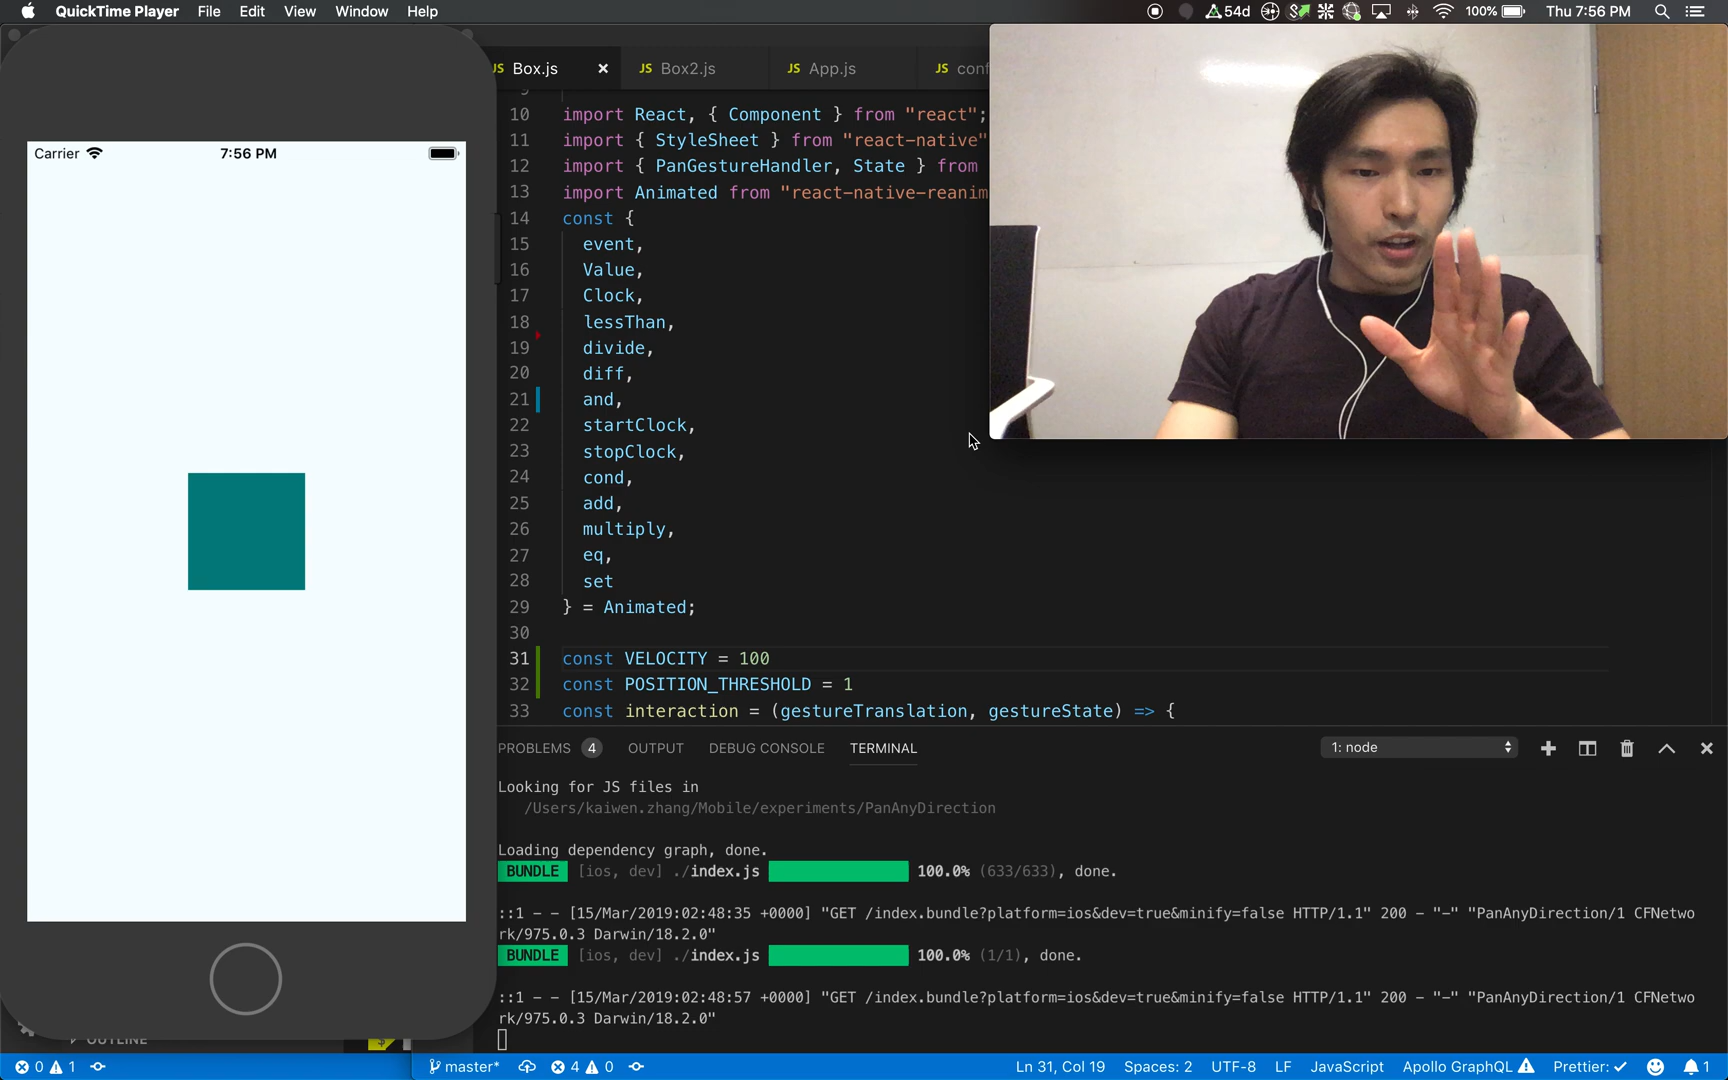 QuickTime Player File Edit View Window Help
54d 100% Thu 7:56 PM
Carrier 7:56 PM
JS Box.js × JS Box2.js JS App.js JS conf
9
10 import React, { Component } from "react";
11 import { StyleSheet } from "react-native"
12 import { PanGestureHandler, State } from
13 import Animated from "react-native-reanim
14 const {
15 event,
16 Value,
17 Clock,
18 lessThan,
19 divide,
20 diff,
21 and,
22 startClock,
23 stopClock,
24 cond,
25 add,
26 multiply,
27 eq,
28 set
29 } = Animated;
30
31 const VELOCITY = 100
32 const POSITION_THRESHOLD = 1
33 const interaction = (gestureTranslation, gestureState) => {
PROBLEMS 4 OUTPUT DEBUG CONSOLE TERMINAL 1: node
Looking for JS files in
/Users/kaiwen.zhang/Mobile/experiments/PanAnyDirection
Loading dependency graph, done.
BUNDLE [ios, dev] ./index.js 100.0% (633/633), done.
::1 - - [15/Mar/2019:02:48:35 +0000] "GET /index.bundle?platform=ios&dev=true&minify=false HTTP/1.1" 200 - "-" "PanAnyDirection/1 CFNetwo
rk/975.0.3 Darwin/18.2.0"
BUNDLE [ios, dev] ./index.js 100.0% (1/1), done.
::1 - - [15/Mar/2019:02:48:57 +0000] "GET /index.bundle?platform=ios&dev=true&minify=false HTTP/1.1" 200 - "-" "PanAnyDirection/1 CFNetwo
rk/975.0.3 Darwin/18.2.0"
OUTLINE
0 1 master* 4 0 Ln 31, Col 19 Spaces: 2 UTF-8 LF JavaScript Apollo GraphQL Prettier: ✓ 1